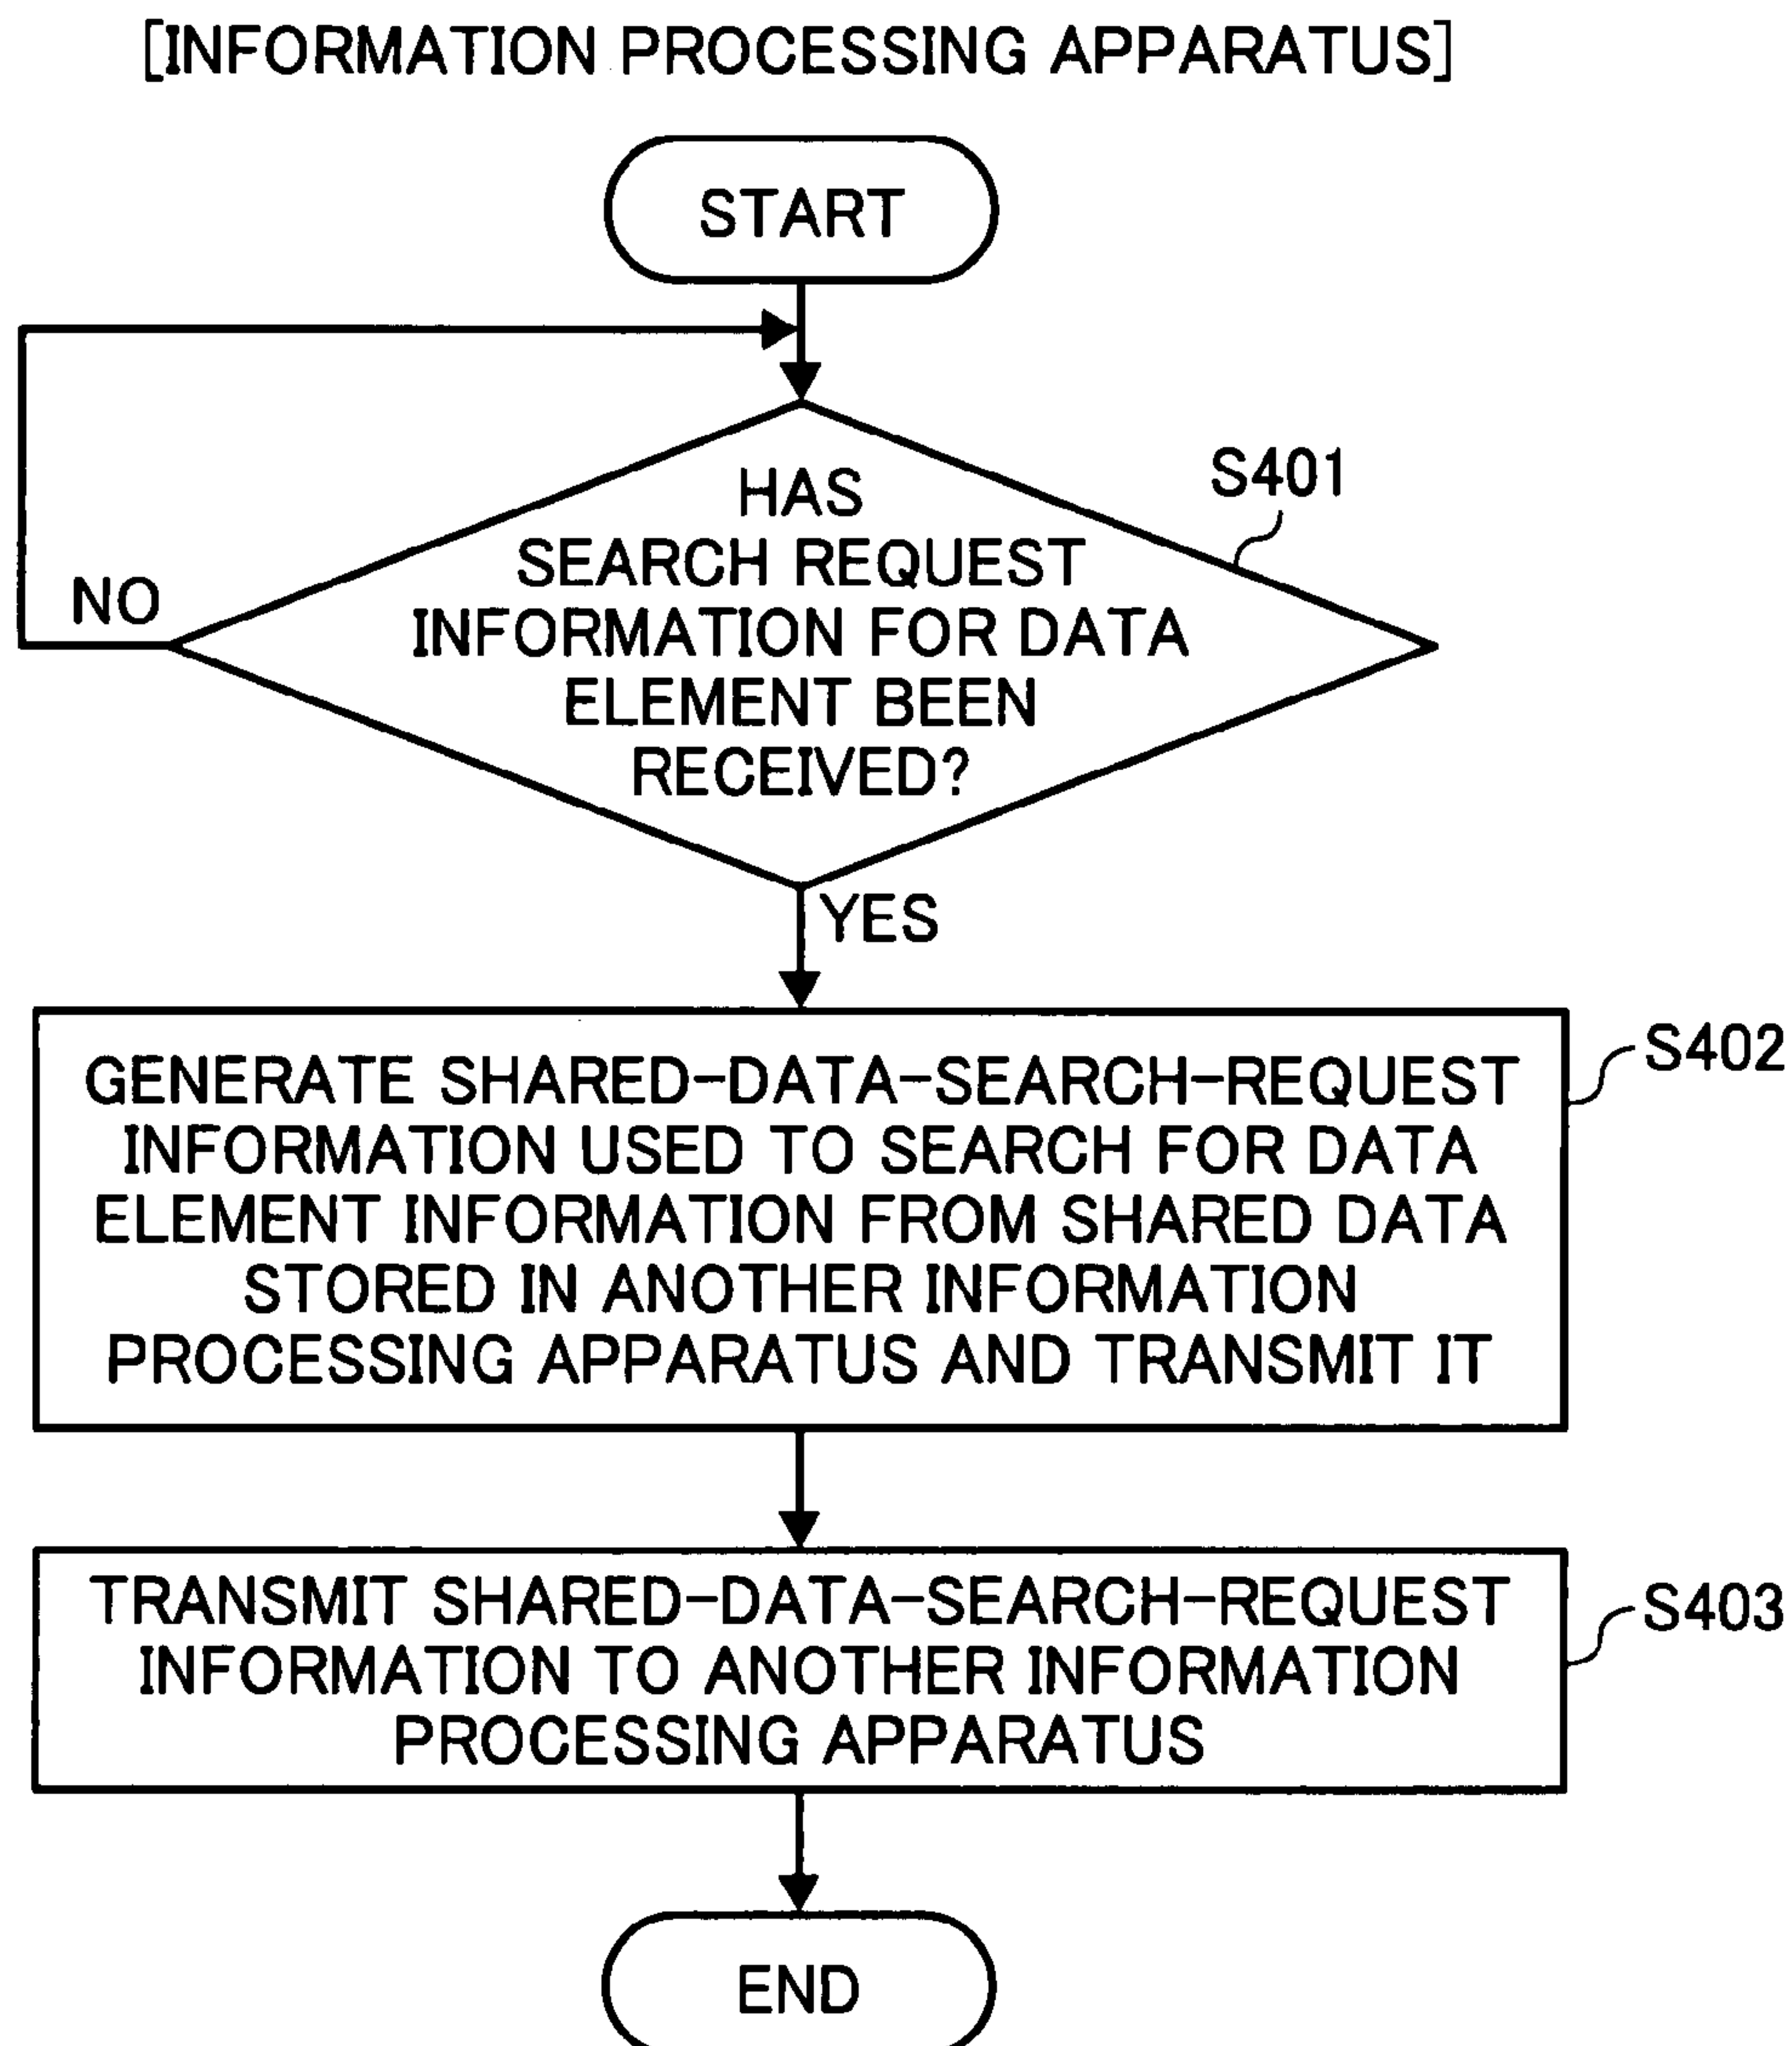 [INFORMATION PROCESSING APPARATUS]
START
S401
HAS
SEARCH REQUEST
INFORMATION FOR DATA
ELEMENT BEEN
RECEIVED?
NO
YES
S402
GENERATE SHARED-DATA-SEARCH-REQUEST
INFORMATION USED TO SEARCH FOR DATA
ELEMENT INFORMATION FROM SHARED DATA
STORED IN ANOTHER INFORMATION
PROCESSING APPARATUS AND TRANSMIT IT
S403
TRANSMIT SHARED-DATA-SEARCH-REQUEST
INFORMATION TO ANOTHER INFORMATION
PROCESSING APPARATUS
END